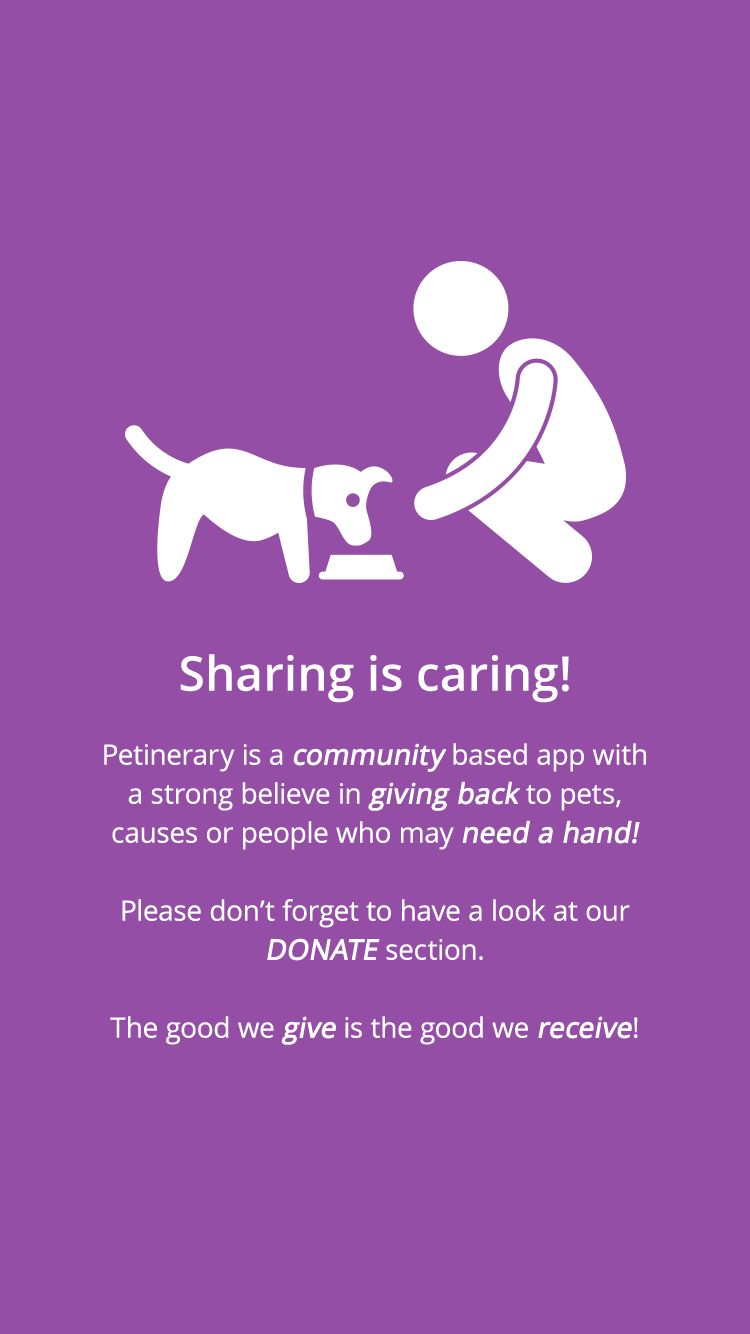 Sharing is caring!
Petinerary is a community based app with
a strong believe in giving back to pets,
causes or people who may need a hand!
Please don’t forget to have a look at our
DONATE section.
The good we give is the good we receive!